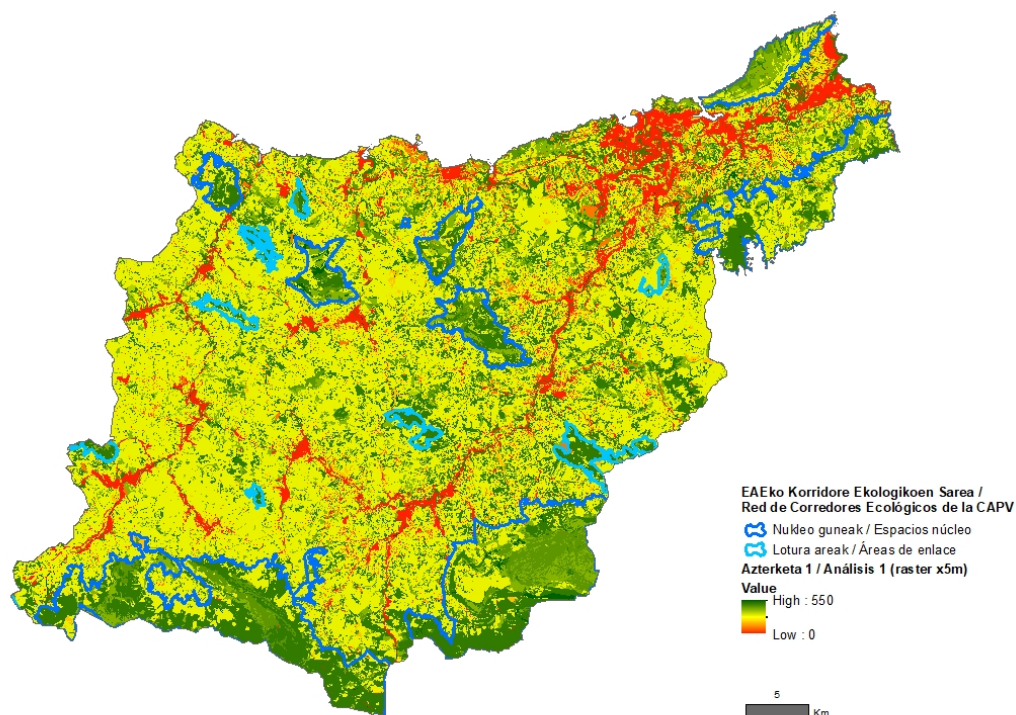 EAEko Korridore Ekologikoen Sarea /
Red de Corredores Ecológicos de la CAPV
Nukleo guneak / Espacios núcleo
Lotura areak / Áreas de enlace
Azterketa 1 / Análisis 1 (raster x5m)
Value
High : 550
Low : 0
5
Km